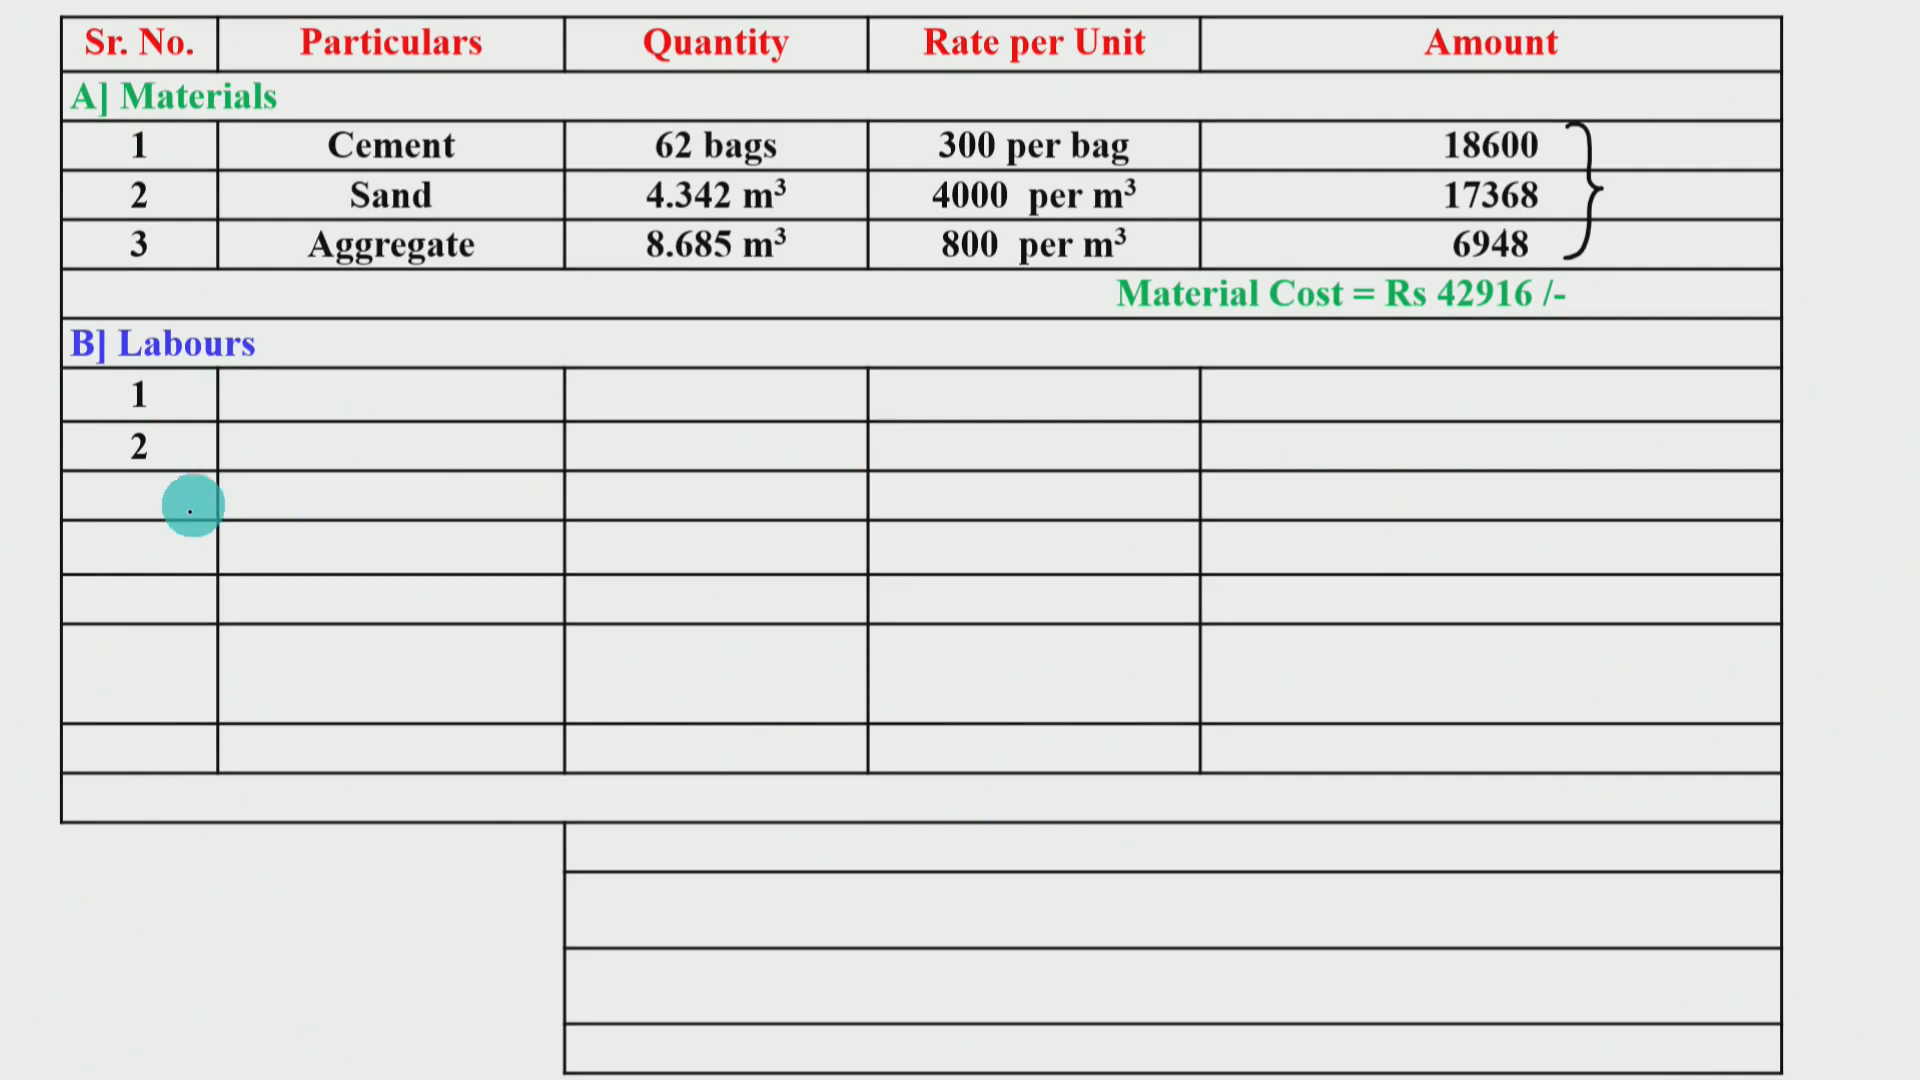 Sr. No. Particulars Quantity Rate per Unit Amount
A] Materials
1 Cement 62 bags 300 per bag 18600
2 Sand 4.342 m³ 4000 per m³ 17368
3 Aggregate 8.685 m³ 800 per m³ 6948
Material Cost = Rs 42916 /-
B] Labours
1
2